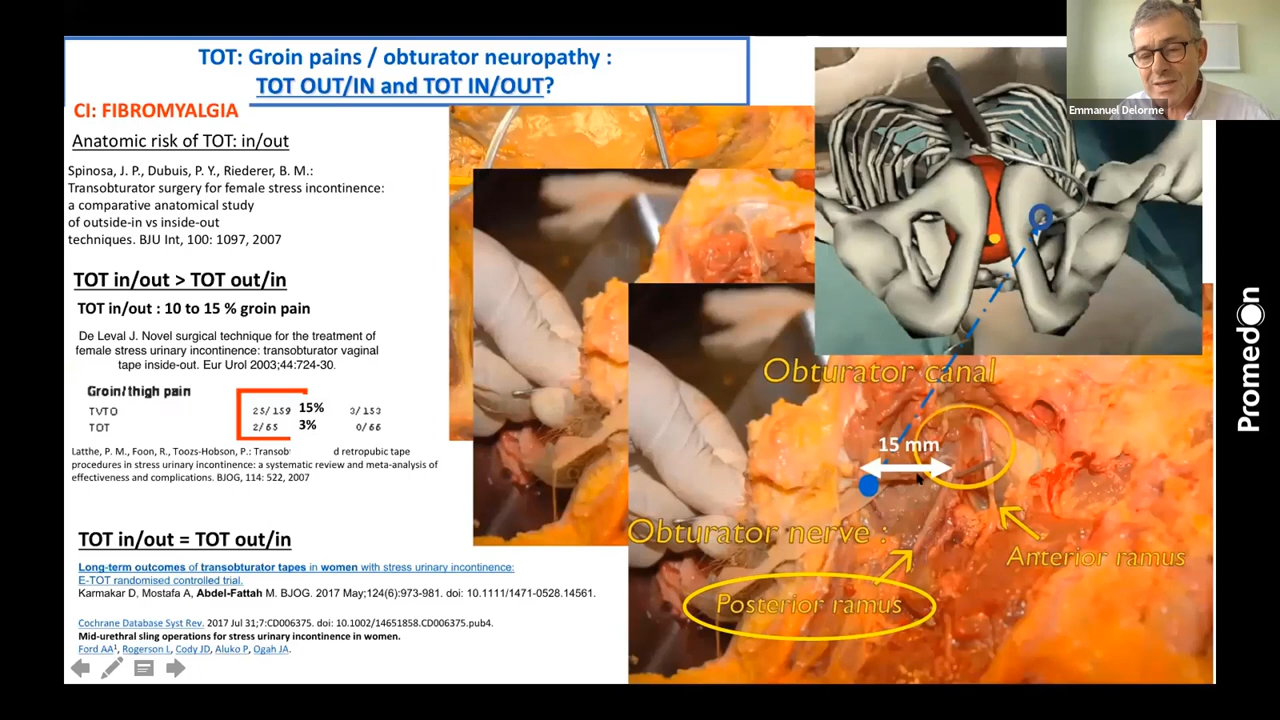 TOT: Groin pains / obturator neuropathy :
TOT OUT/IN and TOT IN/OUT?
CI: FIBROMYALGIA
Anatomic risk of TOT: in/out
Spinosa, J. P., Dubuis, P. Y., Riederer, B. M.:
Transobturator surgery for female stress incontinence:
a comparative anatomical study
of outside-in vs inside-out
techniques. BJU Int, 100: 1097, 2007
TOT in/out > TOT out/in
TOT in/out : 10 to 15 % groin pain
De Leval J. Novel surgical technique for the treatment of
female stress urinary incontinence: transobturator vaginal
tape inside-out. Eur Urol 2003;44:724-30.
Groin/thigh pain
TVTO 25/159 15% 3/153
TOT 2/65 3% 0/66
Latthe, P. M., Foon, R., Toozs-Hobson, P.: Transob d retropubic tape
procedures in stress urinary incontinence: a systematic review and meta-analysis of
effectiveness and complications. BJOG, 114: 522, 2007
TOT in/out = TOT out/in
Long-term outcomes of transobturator tapes in women with stress urinary incontinence:
E-TOT randomised controlled trial.
Karmakar D, Mostafa A, Abdel-Fattah M. BJOG. 2017 May;124(6):973-981. doi: 10.1111/1471-0528.14561.
Cochrane Database Syst Rev. 2017 Jul 31;7:CD006375. doi: 10.1002/14651858.CD006375.pub4.
Mid-urethral sling operations for stress urinary incontinence in women.
Ford AA1, Rogerson L, Cody JD, Aluko P, Ogah JA.
Obturator canal
15 mm
Obturator nerve :
Anterior ramus
Posterior ramus
Emmanuel Delorme
Promedon